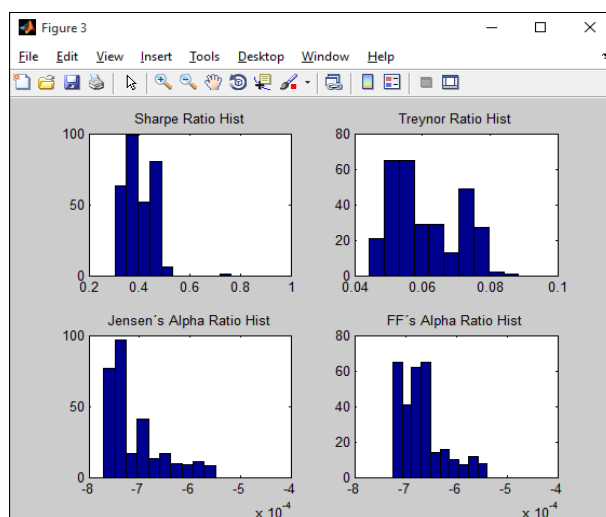 Figure 3
File Edit View Insert Tools Desktop Window Help
Sharpe Ratio Hist
100
50
0
0.2 0.4 0.6 0.8 1
Treynor Ratio Hist
80
60
40
20
0
0.04 0.06 0.08 0.1
Jensen´s Alpha Ratio Hist
100
50
0
-8 -7 -6 -5 -4
x 10-4
FF´s Alpha Ratio Hist
80
60
40
20
0
-8 -7 -6 -5 -4
x 10-4